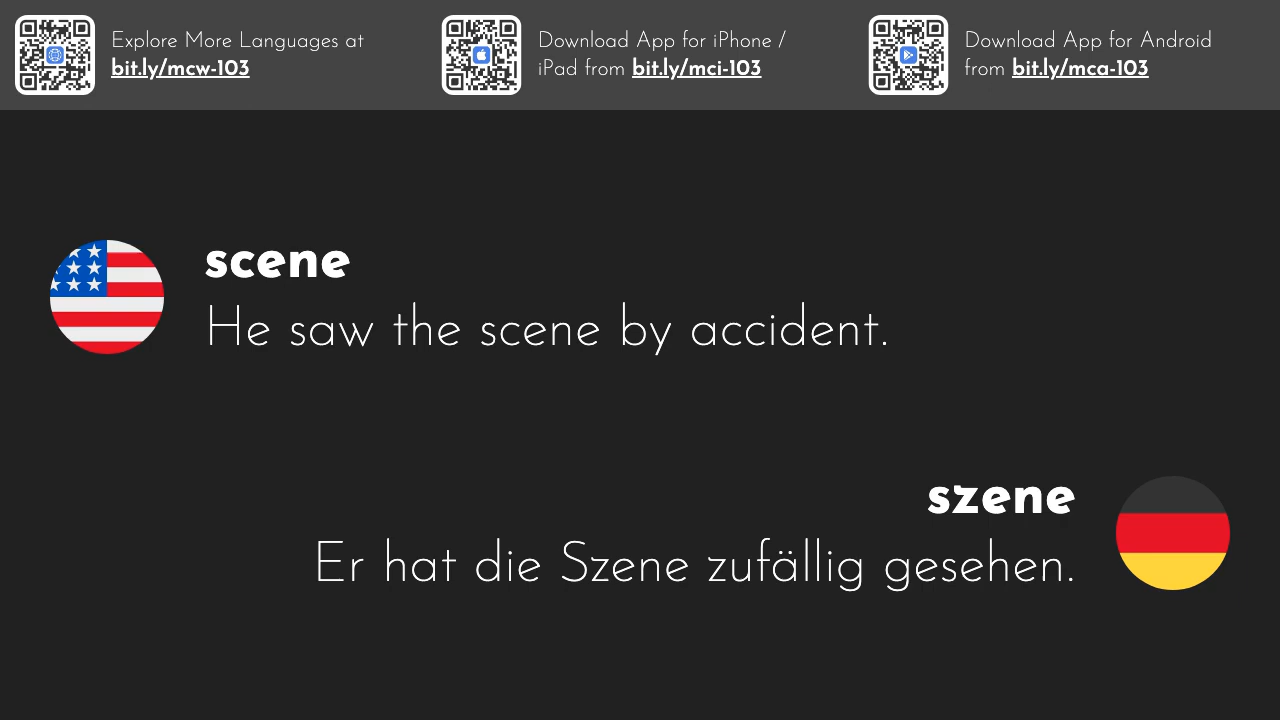 Explore More Languages at
bit.ly/mcw-103
Download App for iPhone /
iPad from bit.ly/mci-103
Download App for Android
from bit.ly/mca-103
scene
He saw the scene by accident.
szene
Er hat die Szene zufällig gesehen.